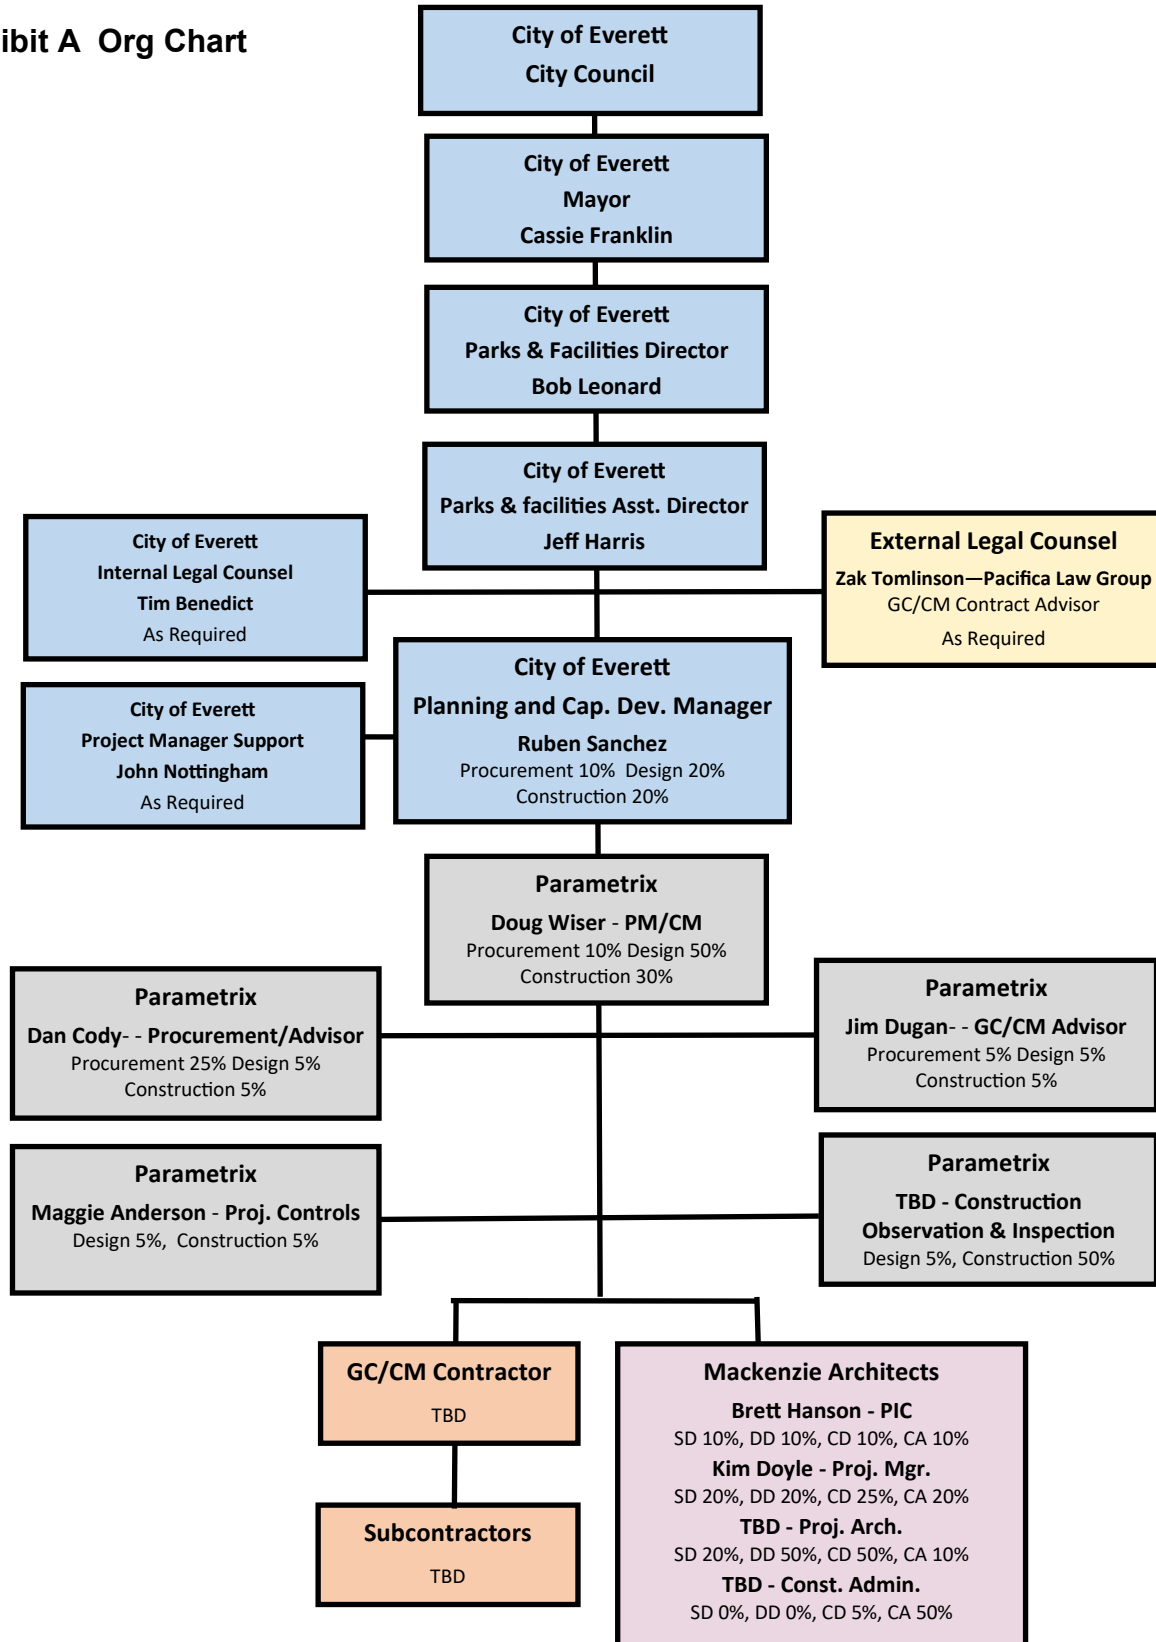 ibit A  Org Chart
City of Everett
City Council
City of Everett
Mayor
Cassie Franklin
City of Everett
Parks & Facilities Director
Bob Leonard
City of Everett
Parks & facilities Asst. Director
Jeff Harris
City of Everett
Internal Legal Counsel
Tim Benedict
As Required
External Legal Counsel
Zak Tomlinson—Pacifica Law Group
GC/CM Contract Advisor
As Required
City of Everett
Planning and Cap. Dev. Manager
Ruben Sanchez
Procurement 10%  Design 20%
Construction 20%
City of Everett
Project Manager Support
John Nottingham
As Required
Parametrix
Doug Wiser - PM/CM
Procurement 10% Design 50%
Construction 30%
Parametrix
Dan Cody- - Procurement/Advisor
Procurement 25% Design 5%
Construction 5%
Parametrix
Jim Dugan- - GC/CM Advisor
Procurement 5% Design 5%
Construction 5%
Parametrix
Maggie Anderson - Proj. Controls
Design 5%,  Construction 5%
Parametrix
TBD - Construction
Observation & Inspection
Design 5%, Construction 50%
GC/CM Contractor
TBD
Subcontractors
TBD
Mackenzie Architects
Brett Hanson - PIC
SD 10%, DD 10%, CD 10%, CA 10%
Kim Doyle - Proj. Mgr.
SD 20%, DD 20%, CD 25%, CA 20%
TBD - Proj. Arch.
SD 20%, DD 50%, CD 50%, CA 10%
TBD - Const. Admin.
SD 0%, DD 0%, CD 5%, CA 50%